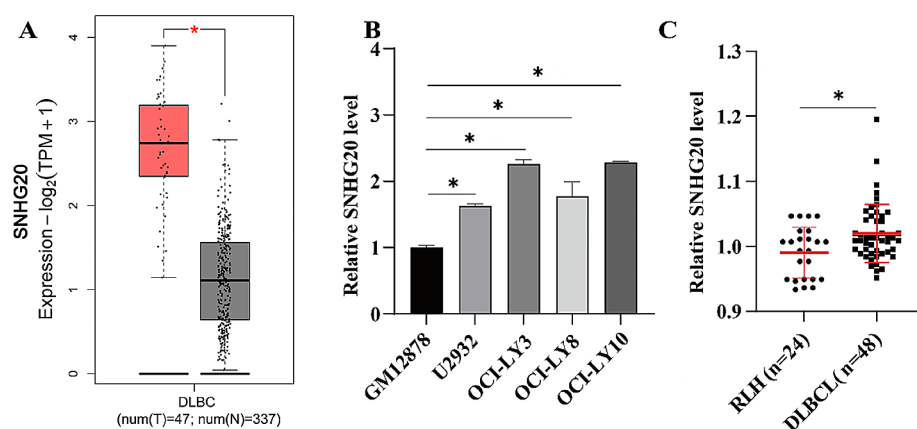 A
SNHG20
Expression – log2(TPM + 1)
4
3
2
1
0
*
DLBC
(num(T)=47; num(N)=337)
B
Relative SNHG20 level
4
3
2
1
0
*
*
*
*
GM12878
U2932
OCI-LY3
OCI-LY8
OCI-LY10
C
Relative SNHG20 level
1.3
1.2
1.1
1.0
0.9
*
RLH (n=24)
DLBCL( n=48)